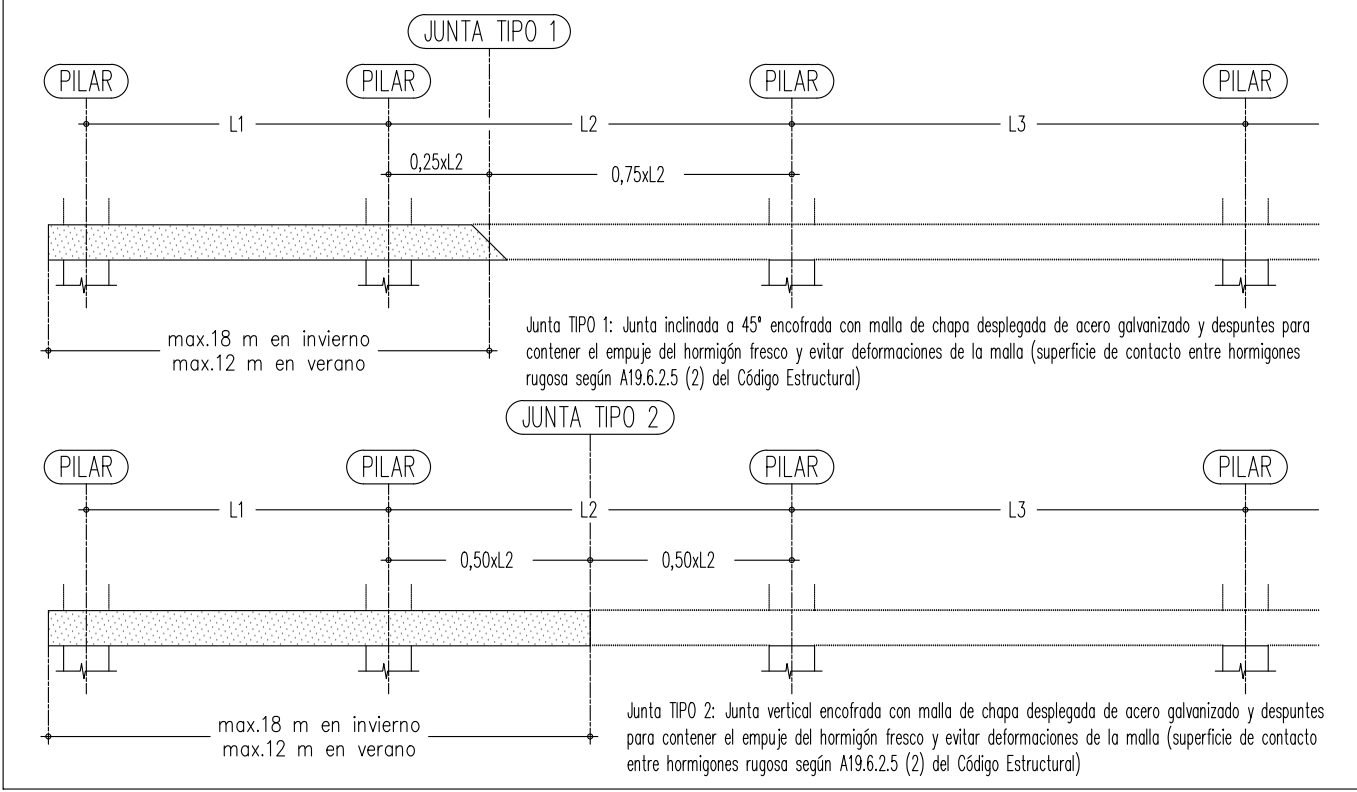 JUNTA TIPO 1
PILAR PILAR PILAR PILAR
L1 L2 L3
0,25xL2 0,75xL2
max.18 m en invierno
max.12 m en verano
Junta TIPO 1: Junta inclinada a 45º encofrada con malla de chapa desplegada de acero galvanizado y despuntes para
contener el empuje del hormigón fresco y evitar deformaciones de la malla (superficie de contacto entre hormigones
rugosa según A19.6.2.5 (2) del Código Estructural)
JUNTA TIPO 2
PILAR PILAR PILAR PILAR
L1 L2 L3
0,50xL2 0,50xL2
max.18 m en invierno
max.12 m en verano
Junta TIPO 2: Junta vertical encofrada con malla de chapa desplegada de acero galvanizado y despuntes
para contener el empuje del hormigón fresco y evitar deformaciones de la malla (superficie de contacto
entre hormigones rugosa según A19.6.2.5 (2) del Código Estructural)